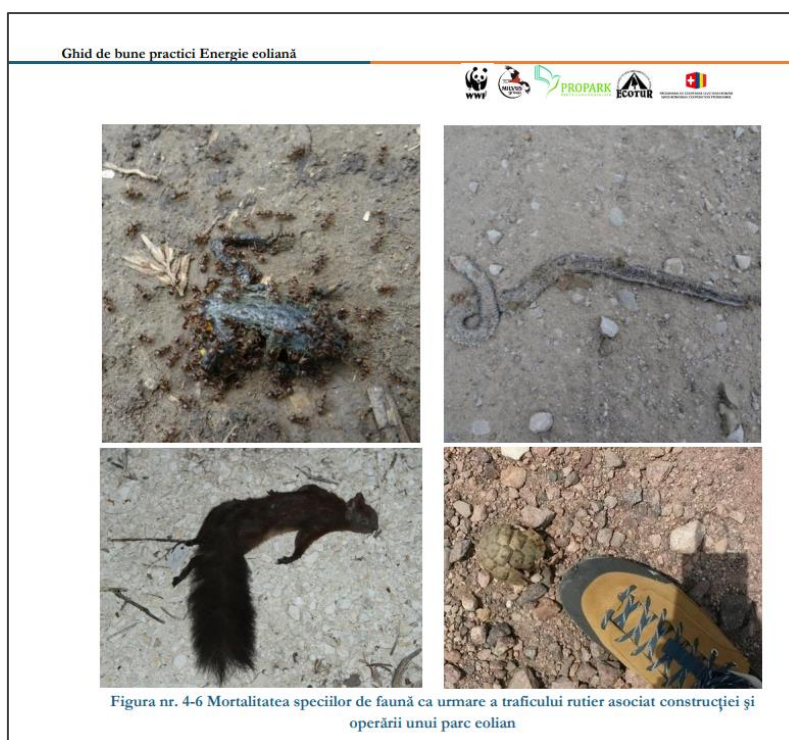 Ghid de bune practici Energie eoliană
WWF
MILVUS
PROPARK
ECOTUR
Figura nr. 4-6 Mortalitatea speciilor de faună ca urmare a traficului rutier asociat construcţiei şi
operării unui parc eolian